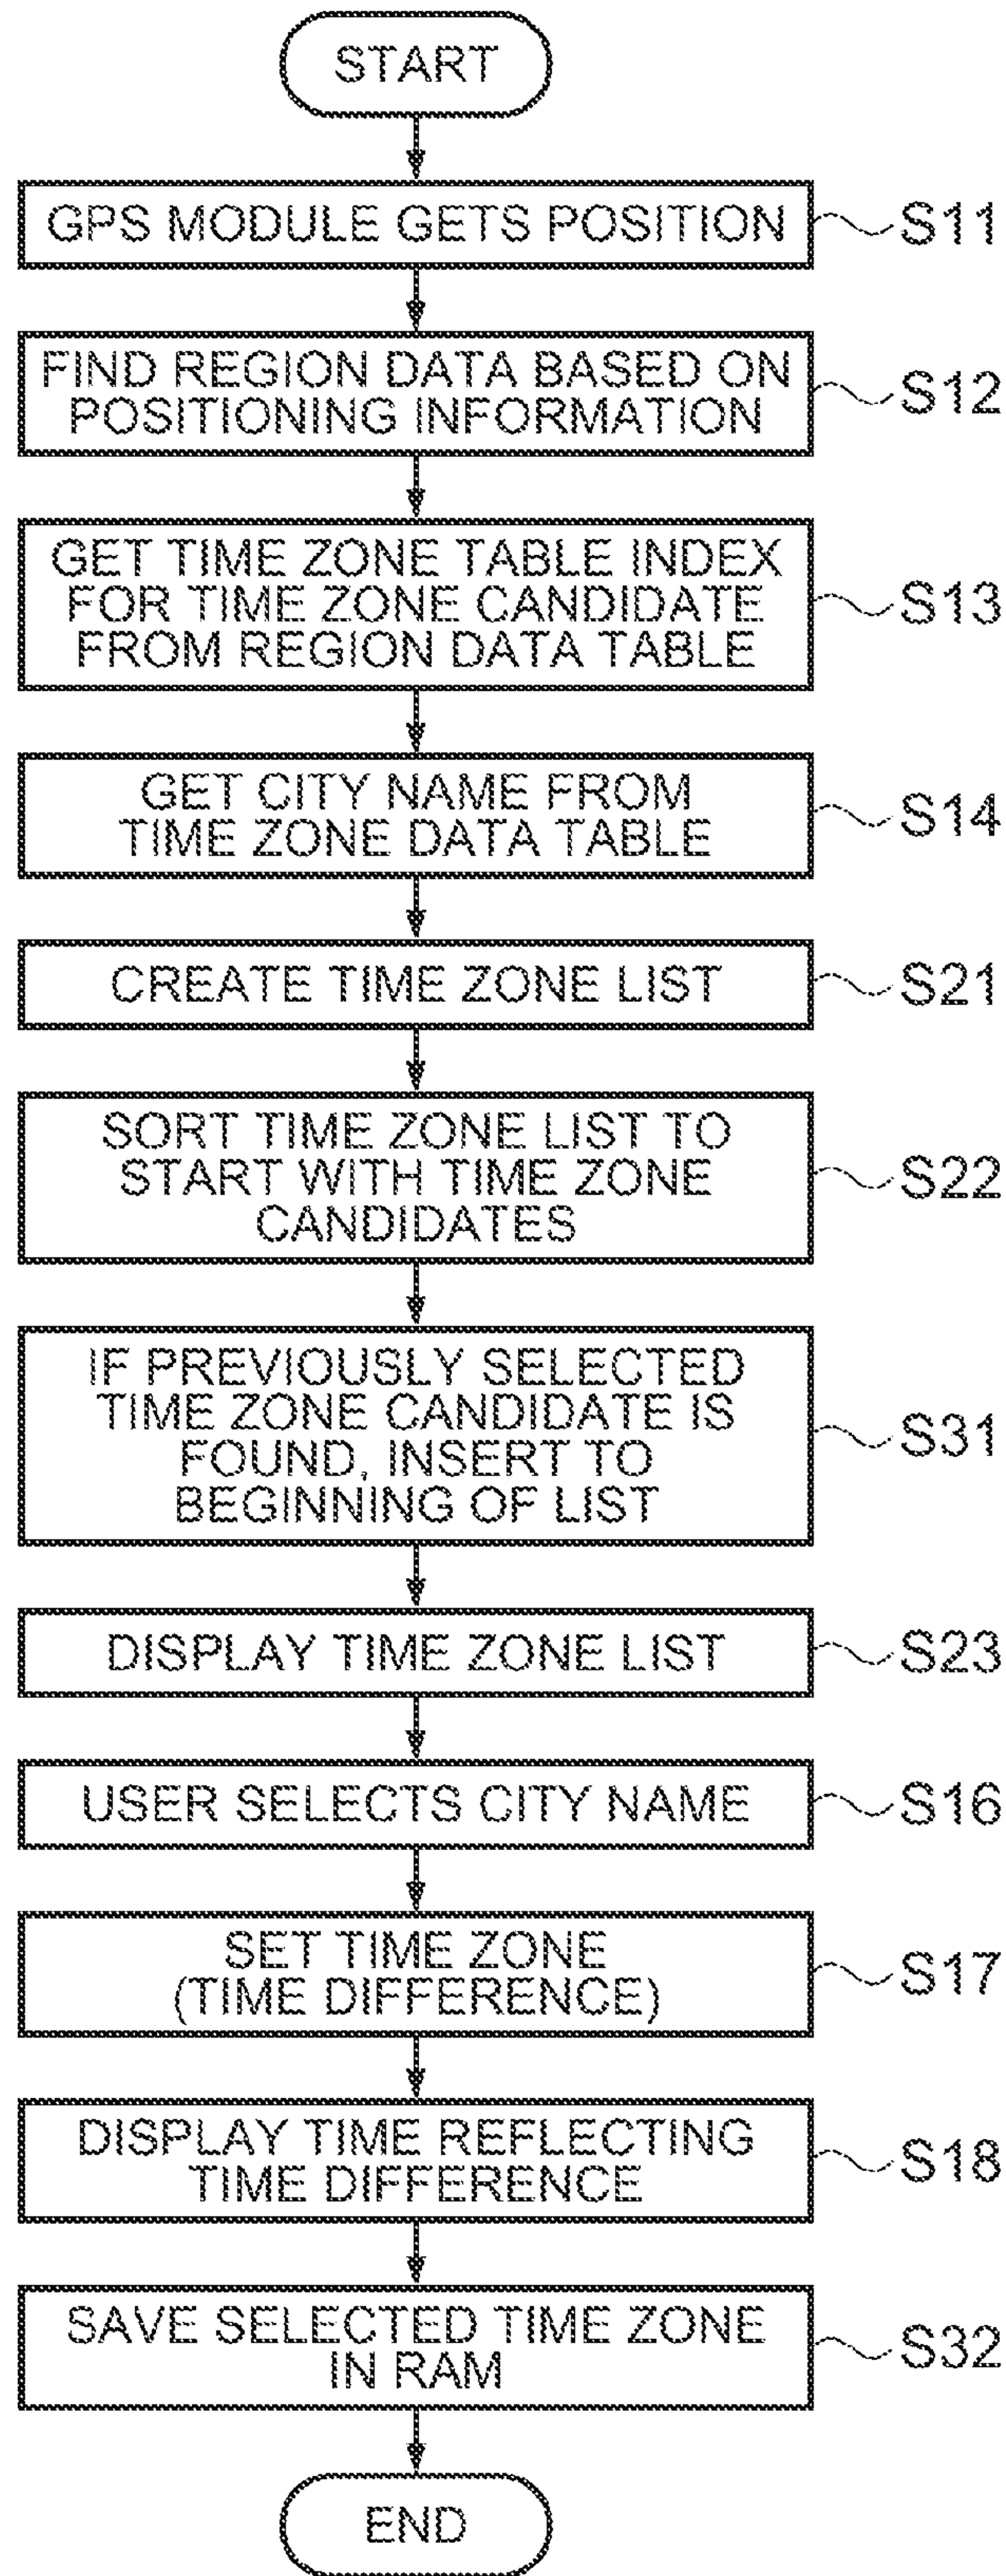 START
GPS MODULE GETS POSITION
S11
FIND REGION DATA BASED ON
POSITIONING INFORMATION
S12
GET TIME ZONE TABLE INDEX
FOR TIME ZONE CANDIDATE
FROM REGION DATA TABLE
S13
GET CITY NAME FROM
TIME ZONE DATA TABLE
S14
CREATE TIME ZONE LIST
S21
SORT TIME ZONE LIST TO
START WITH TIME ZONE
CANDIDATES
S22
IF PREVIOUSLY SELECTED
TIME ZONE CANDIDATE IS
FOUND, INSERT TO
BEGINNING OF LIST
S31
DISPLAY TIME ZONE LIST
S23
USER SELECTS CITY NAME
S16
SET TIME ZONE
(TIME DIFFERENCE)
S17
DISPLAY TIME REFLECTING
TIME DIFFERENCE
S18
SAVE SELECTED TIME ZONE
IN RAM
S32
END